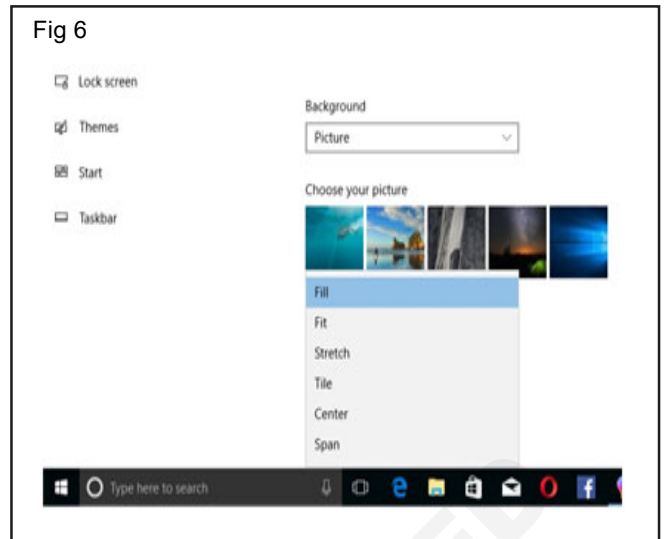 Fig 6
Lock screen
Themes
Start
Taskbar
Background
Picture
Choose your picture
Fill
Fit
Stretch
Tile
Center
Span
Type here to search